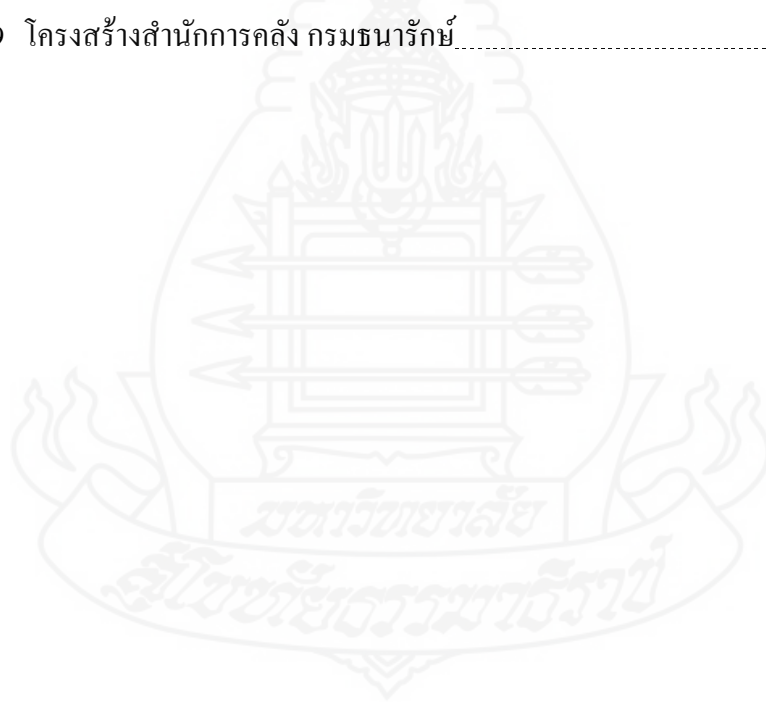 โครงสร้างสำนักการคลัง กรมธนารักษ์
มหาวิทยาลัย
สุโขทัยธรรมาธิราช